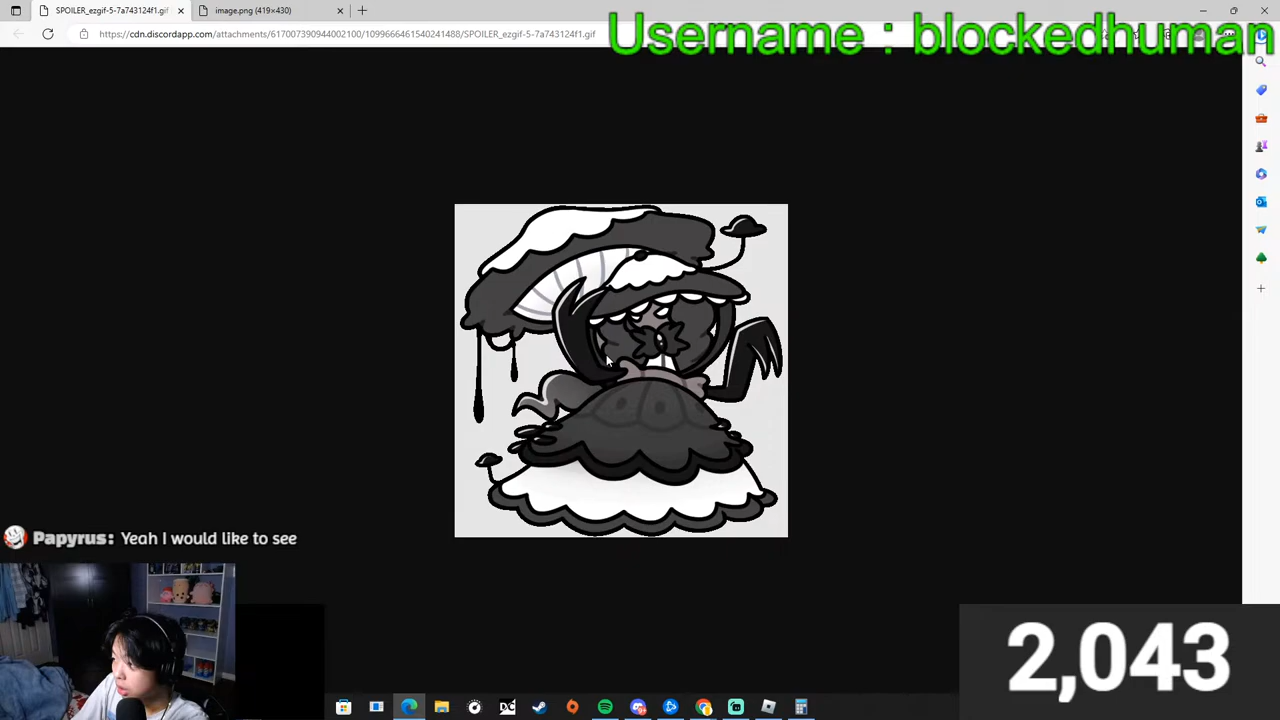 SPOILER_ezgif-5-7a743124f1.gif
image.png (419×430)
https://cdn.discordapp.com/attachments/617007390944002100/1099666461540241488/SPOILER_ezgif-5-7a743124f1.gif
Username : blockedhuman
Papyrus: Yeah I would like to see
2,043